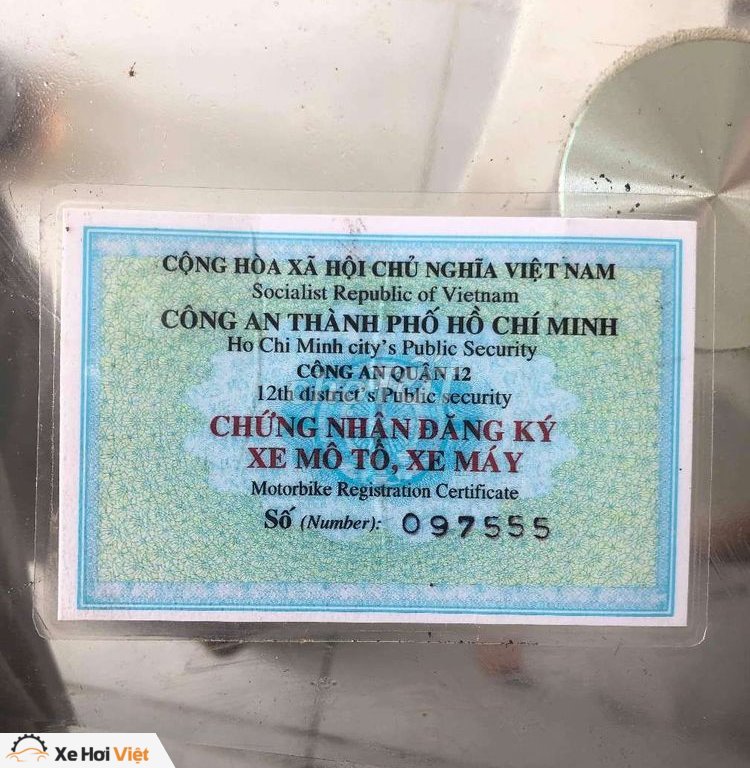 CỘNG HÒA XÃ HỘI CHỦ NGHĨA VIỆT NAM
Socialist Republic of Vietnam
CÔNG AN THÀNH PHỐ HỒ CHÍ MINH
Ho Chi Minh city's Public Security
CÔNG AN QUẬN 12
12th district's Public security
CHỨNG NHẬN ĐĂNG KÝ
XE MÔ TÔ, XE MÁY
Motorbike Registration Certificate
Số (Number): 097555
Xe Hơi Việt